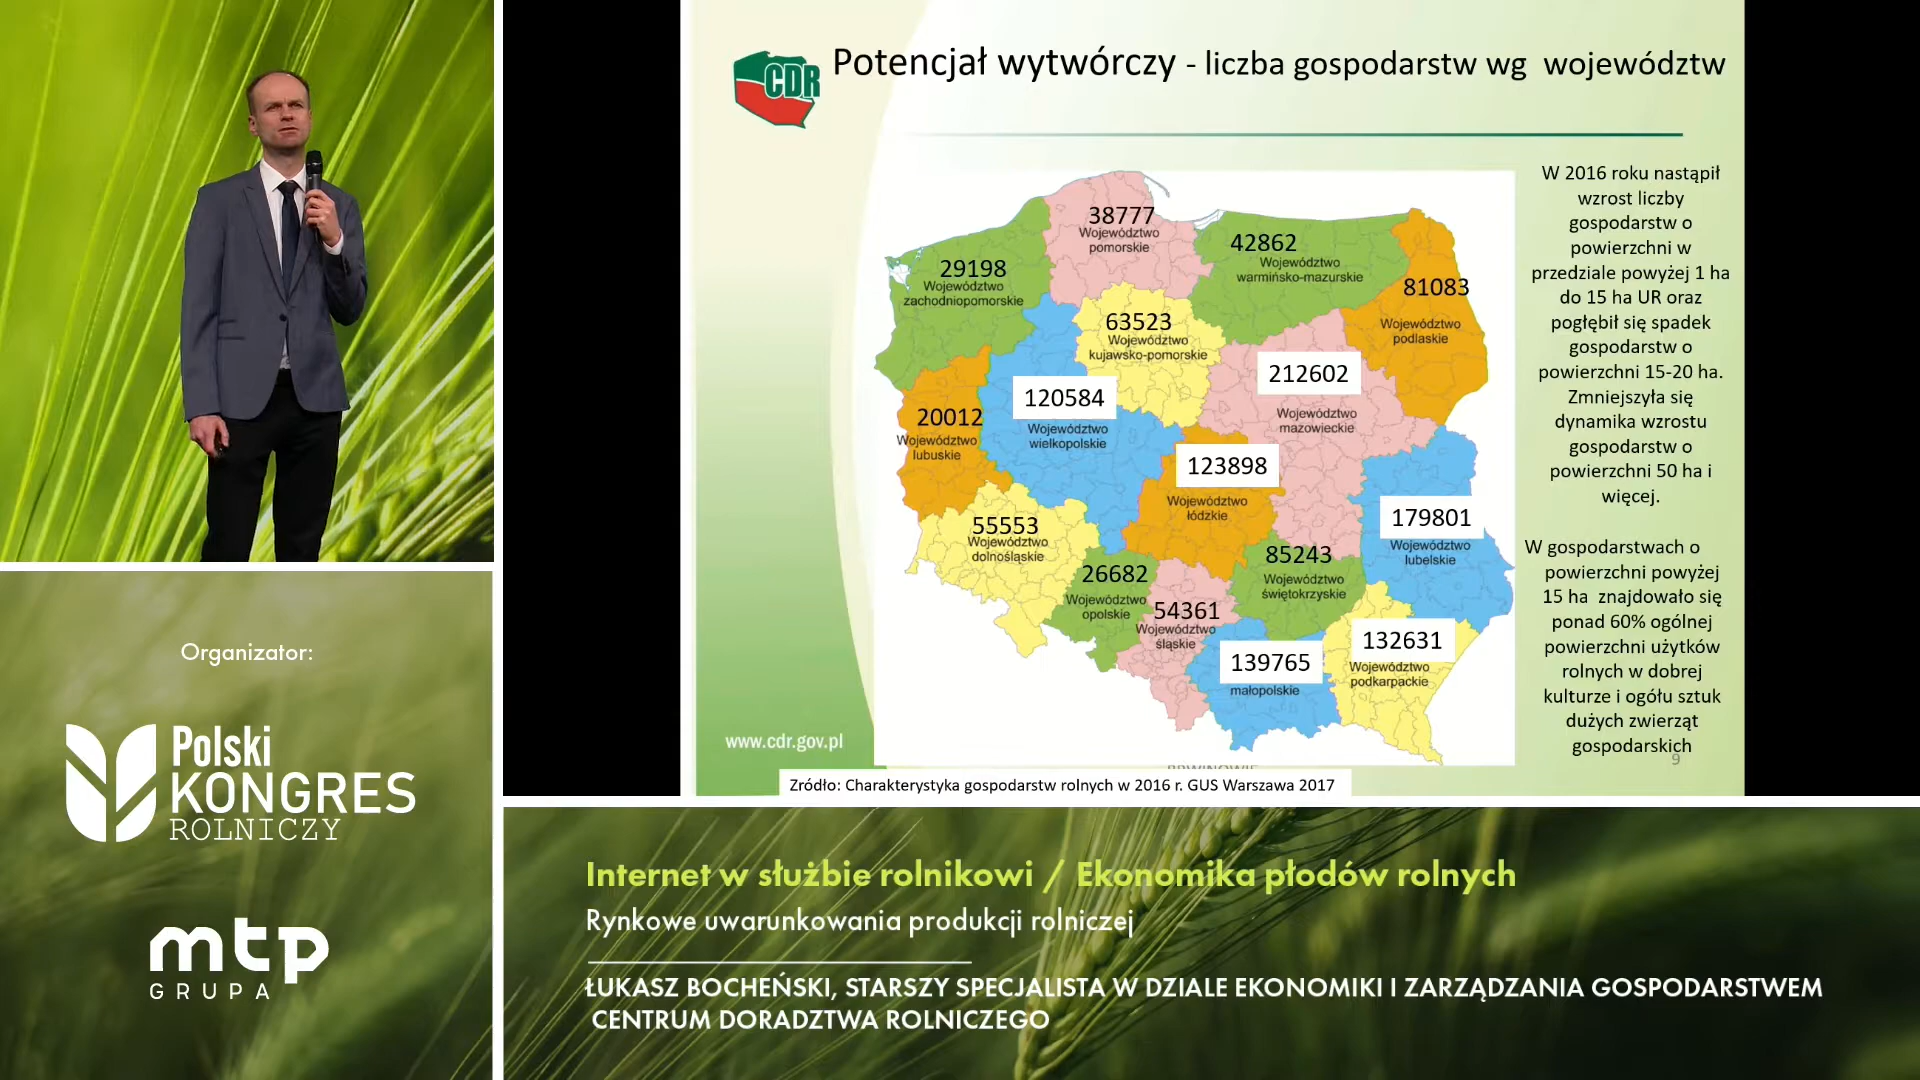 CDR
Potencjał wytwórczy - liczba gospodarstw wg województw
38777
Województwo
pomorskie
42862
Województwo
warmińsko-mazurskie
29198
Województwo
zachodniopomorskie
81083
Województwo
podlaskie
63523
Województwo
kujawsko-pomorskie
212602
Województwo
mazowieckie
120584
Województwo
wielkopolskie
20012
Województwo
lubuskie
123898
Województwo
łódzkie
179801
Województwo
lubelskie
55553
Województwo
dolnośląskie
85243
Województwo
świętokrzyskie
26682
Województwo
opolskie
54361
Województwo
śląskie
139765
małopolskie
132631
Województwo
podkarpackie
W 2016 roku nastąpił
wzrost liczby
gospodarstw o
powierzchni w
przedziale powyżej 1 ha
do 15 ha UR oraz
pogłębił się spadek
gospodarstw o
powierzchni 15-20 ha.
Zmniejszyła się
dynamika wzrostu
gospodarstw o
powierzchni 50 ha i
więcej.
W gospodarstwach o
powierzchni powyżej
15 ha znajdowało się
ponad 60% ogólnej
powierzchni użytków
rolnych w dobrej
kulturze i ogółu sztuk
dużych zwierząt
gospodarskich
9
www.cdr.gov.pl
Zródło: Charakterystyka gospodarstw rolnych w 2016 r. GUS Warszawa 2017
Organizator:
Polski
KONGRES
ROLNICZY
mtp
GRUPA
Internet w służbie rolnikowi / Ekonomika płodów rolnych
Rynkowe uwarunkowania produkcji rolniczej
ŁUKASZ BOCHEŃSKI, STARSZY SPECJALISTA W DZIALE EKONOMIKI I ZARZĄDZANIA GOSPODARSTWEM
CENTRUM DORADZTWA ROLNICZEGO